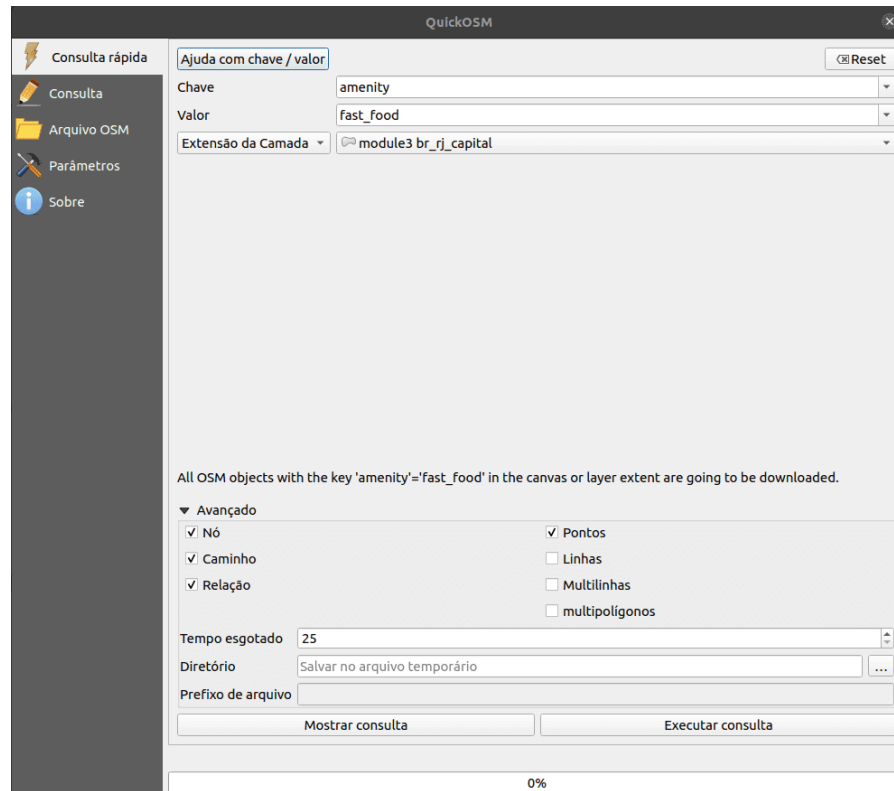 QuickOSM
Consulta rápida
Consulta
Arquivo OSM
Parâmetros
Sobre
Ajuda com chave / valor
Reset
Chave
amenity
Valor
fast_food
Extensão da Camada
module3 br_rj_capital
All OSM objects with the key 'amenity'='fast_food' in the canvas or layer extent are going to be downloaded.
Avançado
Nó
Pontos
Caminho
Linhas
Relação
Multilinhas
multipolígonos
Tempo esgotado
25
Diretório
Salvar no arquivo temporário
...
Prefixo de arquivo
Mostrar consulta
Executar consulta
0%